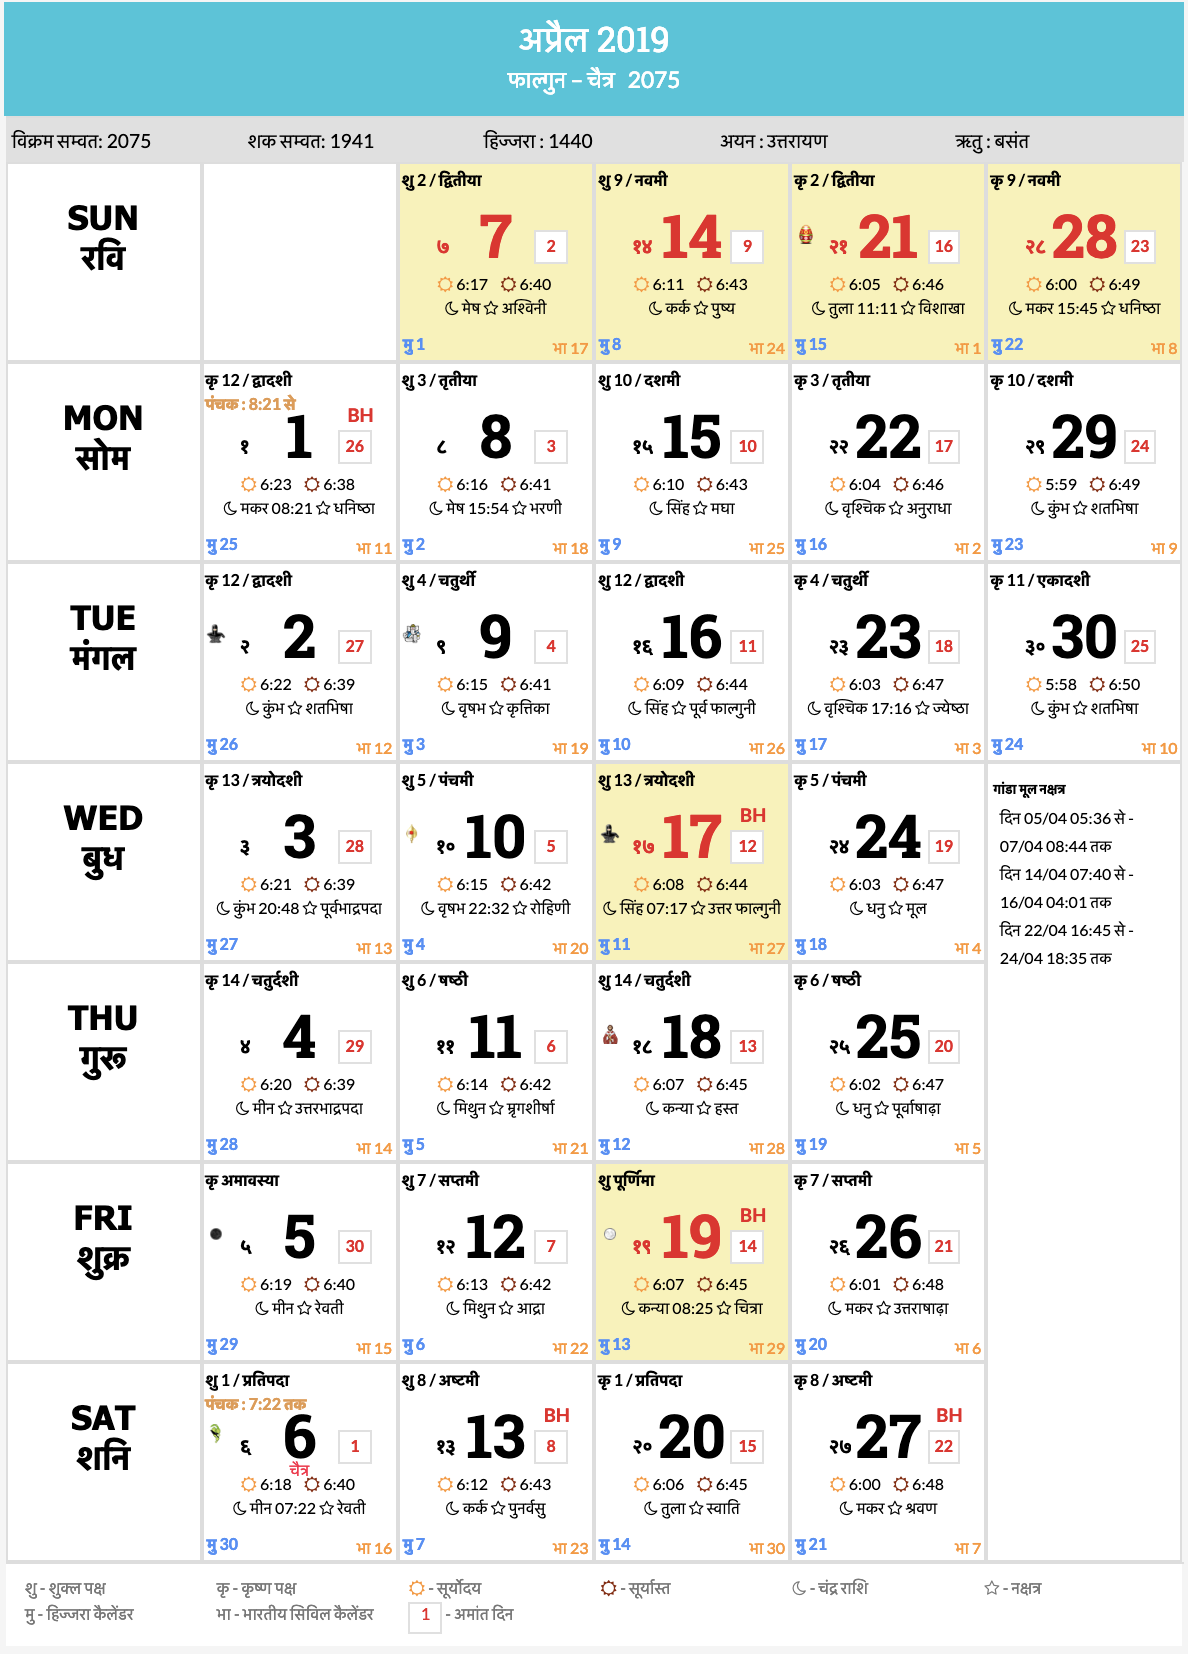 अप्रैल 2019
फाल्गुन – चैत्र 2075
विक्रम सम्वत: 2075 शक सम्वत: 1941 हिज्जरा : 1440 अयन : उत्तरायण ऋतु : बसंत
SUN
रवि
शु 2 / द्वितीया
७ 7 2
6:17 6:40
मेष अश्विनी
मु 1 भा 17
शु 9 / नवमी
१४ 14 9
6:11 6:43
कर्क पुष्य
मु 8 भा 24
कृ 2 / द्वितीया
२१ 21 16
6:05 6:46
तुला 11:11 विशाखा
मु 15 भा 1
कृ 9 / नवमी
२८ 28 23
6:00 6:49
मकर 15:45 धनिष्ठा
मु 22 भा 8
MON
सोम
कृ 12 / द्वादशी
पंचक : 8:21 से
BH
१ 1 26
6:23 6:38
मकर 08:21 धनिष्ठा
मु 25 भा 11
शु 3 / तृतीया
८ 8 3
6:16 6:41
मेष 15:54 भरणी
मु 2 भा 18
शु 10 / दशमी
१५ 15 10
6:10 6:43
सिंह मघा
मु 9 भा 25
कृ 3 / तृतीया
२२ 22 17
6:04 6:46
वृश्चिक अनुराधा
मु 16 भा 2
कृ 10 / दशमी
२९ 29 24
5:59 6:49
कुंभ शतभिषा
मु 23 भा 9
TUE
मंगल
कृ 12 / द्वादशी
२ 2 27
6:22 6:39
कुंभ शतभिषा
मु 26 भा 12
शु 4 / चतुर्थी
९ 9 4
6:15 6:41
वृषभ कृत्तिका
मु 3 भा 19
शु 12 / द्वादशी
१६ 16 11
6:09 6:44
सिंह पूर्व फाल्गुनी
मु 10 भा 26
कृ 4 / चतुर्थी
२३ 23 18
6:03 6:47
वृश्चिक 17:16 ज्येष्ठा
मु 17 भा 3
कृ 11 / एकादशी
३० 30 25
5:58 6:50
कुंभ शतभिषा
मु 24 भा 10
WED
बुध
कृ 13 / त्रयोदशी
३ 3 28
6:21 6:39
कुंभ 20:48 पूर्वभाद्रपदा
मु 27 भा 13
शु 5 / पंचमी
१० 10 5
6:15 6:42
वृषभ 22:32 रोहिणी
मु 4 भा 20
शु 13 / त्रयोदशी
BH
१७ 17 12
6:08 6:44
सिंह 07:17 उत्तर फाल्गुनी
मु 11 भा 27
कृ 5 / पंचमी
२४ 24 19
6:03 6:47
धनु मूल
मु 18 भा 4
गांडा मूल नक्षत्र
दिन 05/04 05:36 से -
07/04 08:44 तक
दिन 14/04 07:40 से -
16/04 04:01 तक
दिन 22/04 16:45 से -
24/04 18:35 तक
THU
गुरू
कृ 14 / चतुर्दशी
४ 4 29
6:20 6:39
मीन उत्तरभाद्रपदा
मु 28 भा 14
शु 6 / षष्ठी
११ 11 6
6:14 6:42
मिथुन म्रृगशीर्षा
मु 5 भा 21
शु 14 / चतुर्दशी
१८ 18 13
6:07 6:45
कन्या हस्त
मु 12 भा 28
कृ 6 / षष्ठी
२५ 25 20
6:02 6:47
धनु पूर्वाषाढ़ा
मु 19 भा 5
FRI
शुक्र
कृ अमावस्या
५ 5 30
6:19 6:40
मीन रेवती
मु 29 भा 15
शु 7 / सप्तमी
१२ 12 7
6:13 6:42
मिथुन आद्रा
मु 6 भा 22
शु पूर्णिमा
BH
१९ 19 14
6:07 6:45
कन्या 08:25 चित्रा
मु 13 भा 29
कृ 7 / सप्तमी
२६ 26 21
6:01 6:48
मकर उत्तराषाढ़ा
मु 20 भा 6
SAT
शनि
शु 1 / प्रतिपदा
पंचक : 7:22 तक
६ 6 1
चैत्र
6:18 6:40
मीन 07:22 रेवती
मु 30 भा 16
शु 8 / अष्टमी
BH
१३ 13 8
6:12 6:43
कर्क पुनर्वसु
मु 7 भा 23
कृ 1 / प्रतिपदा
२० 20 15
6:06 6:45
तुला स्वाति
मु 14 भा 30
कृ 8 / अष्टमी
BH
२७ 27 22
6:00 6:48
मकर श्रवण
मु 21 भा 7
शु - शुक्ल पक्ष कृ - कृष्ण पक्ष - सूर्योदय - सूर्यास्त - चंद्र राशि - नक्षत्र
मु - हिज्जरा कैलेंडर भा - भारतीय सिविल कैलेंडर 1 - अमांत दिन